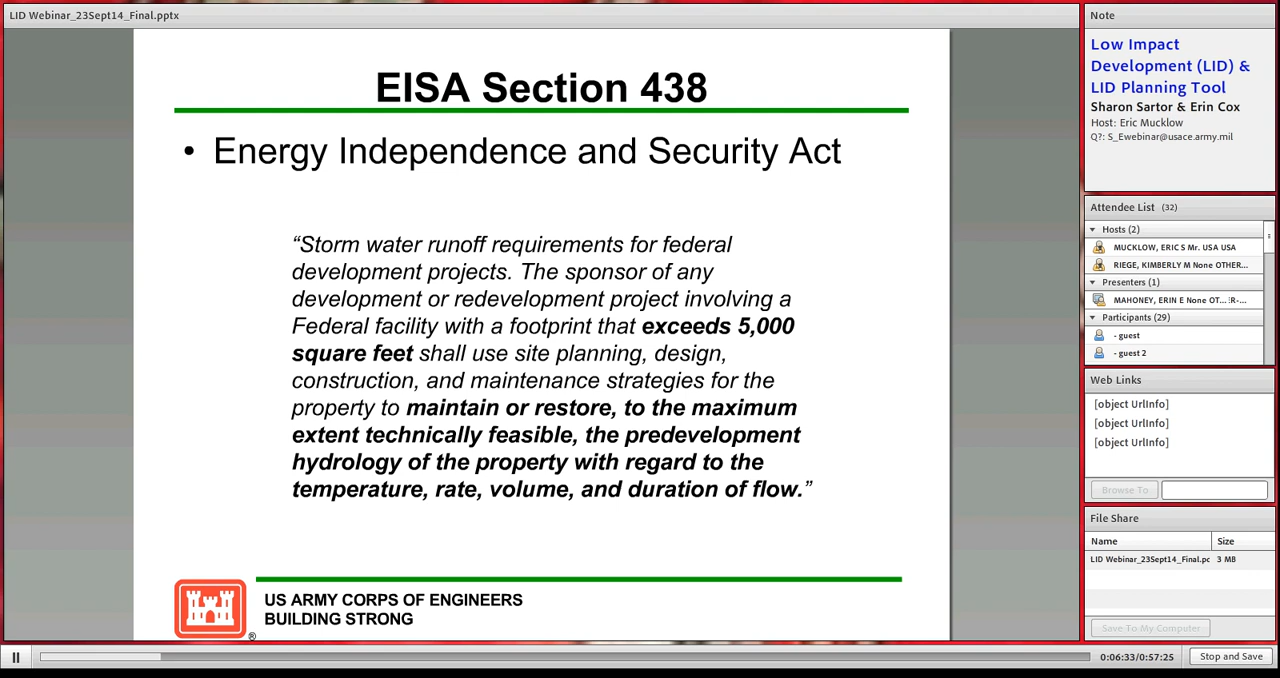 LID Webinar_23Sept14_Final.pptx
EISA Section 438
• Energy Independence and Security Act
“Storm water runoff requirements for federal
development projects. The sponsor of any
development or redevelopment project involving a
Federal facility with a footprint that exceeds 5,000
square feet shall use site planning, design,
construction, and maintenance strategies for the
property to maintain or restore, to the maximum
extent technically feasible, the predevelopment
hydrology of the property with regard to the
temperature, rate, volume, and duration of flow.”
US ARMY CORPS OF ENGINEERS
BUILDING STRONG
®
Note
Low Impact
Development (LID) &
LID Planning Tool
Sharon Sartor & Erin Cox
Host: Eric Mucklow
Q?: S_Ewebinar@usace.army.mil
Attendee List (32)
Hosts (2)
MUCKLOW, ERIC S Mr. USA USA
RIEGE, KIMBERLY M None OTHER...
Presenters (1)
MAHONEY, ERIN E None OT... :R-...
Participants (29)
- guest
- guest 2
Web Links
[object UrlInfo]
[object UrlInfo]
[object UrlInfo]
Browse To
File Share
Name Size
LID Webinar_23Sept14_Final.pc 3 MB
Save To My Computer
0:06:33/0:57:25 Stop and Save